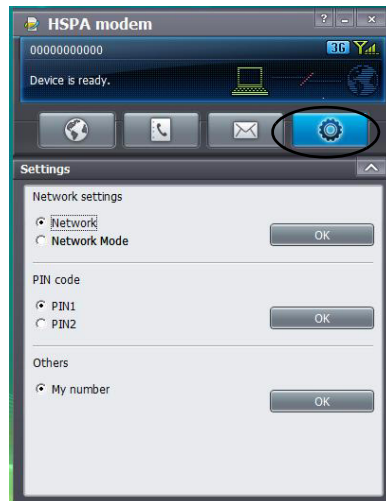 HSPA modem
? - x
00000000000
3G
Device is ready.
Settings
Network settings
Network
Network Mode
OK
PIN code
PIN1
PIN2
OK
Others
My number
OK